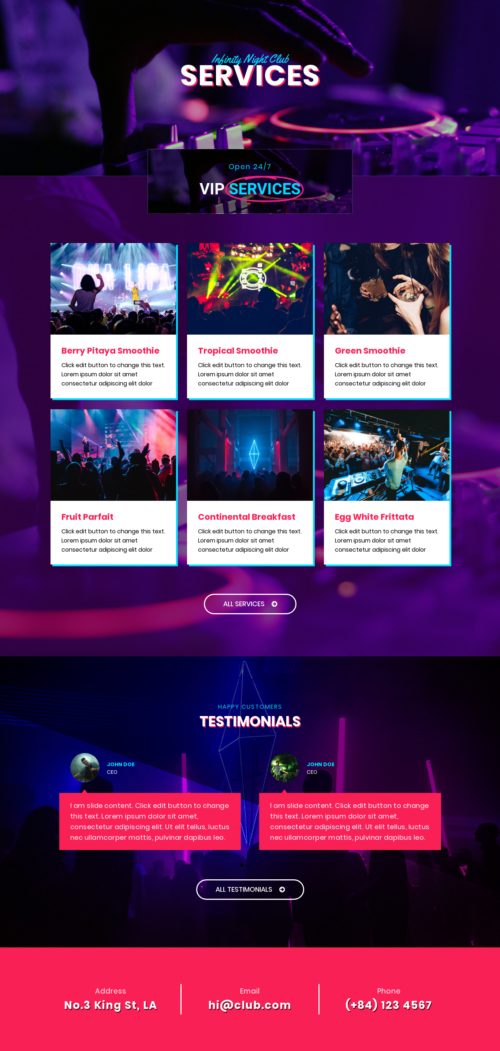 Infinity Night Club
SERVICES
Open 24/7
VIP SERVICES
DUA LIPA
Berry Pitaya Smoothie
Click edit button to change this text.
Lorem ipsum dolor sit amet
consectetur adipiscing elit dolor
Tropical Smoothie
Click edit button to change this text.
Lorem ipsum dolor sit amet
consectetur adipiscing elit dolor
Green Smoothie
Click edit button to change this text.
Lorem ipsum dolor sit amet
consectetur adipiscing elit dolor
Fruit Parfait
Click edit button to change this text.
Lorem ipsum dolor sit amet
consectetur adipiscing elit dolor
Continental Breakfast
Click edit button to change this text.
Lorem ipsum dolor sit amet
consectetur adipiscing elit dolor
Egg White Frittata
Click edit button to change this text.
Lorem ipsum dolor sit amet
consectetur adipiscing elit dolor
ALL SERVICES
HAPPY CUSTOMERS
TESTIMONIALS
JOHN DOE
CEO
I am slide content. Click edit button to change
this text. Lorem ipsum dolor sit amet,
consectetur adipiscing elit. Ut elit tellus, luctus
nec ullamcorper mattis, pulvinar dapibus leo.
JOHN DOE
CEO
I am slide content. Click edit button to change
this text. Lorem ipsum dolor sit amet,
consectetur adipiscing elit. Ut elit tellus, luctus
nec ullamcorper mattis, pulvinar dapibus leo.
ALL TESTIMONIALS
Address
No.3 King St, LA
Email
hi@club.com
Phone
(+84) 123 4567